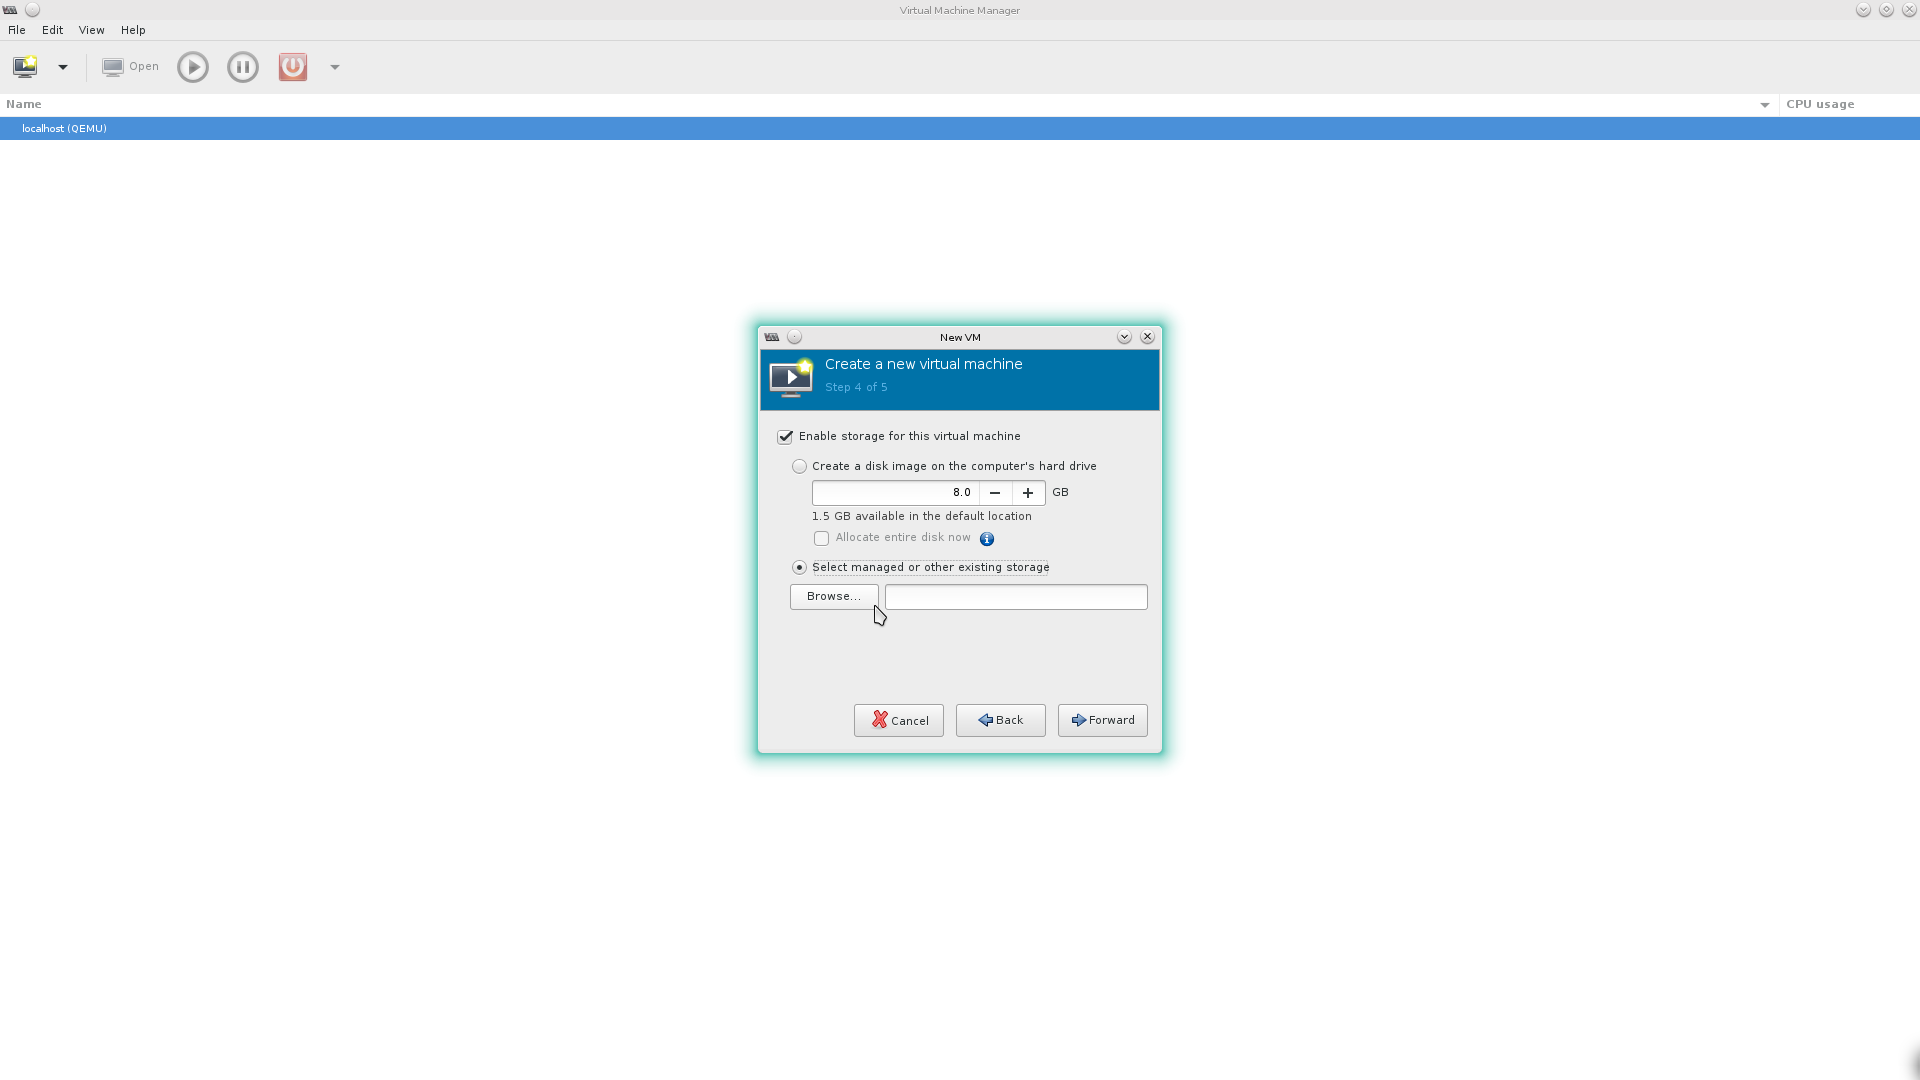 Virtual Machine Manager
File Edit View Help
Open
Name CPU usage
localhost (QEMU)
New VM
Create a new virtual machine
Step 4 of 5
Enable storage for this virtual machine
Create a disk image on the computer's hard drive
8.0 − + GB
1.5 GB available in the default location
Allocate entire disk now
Select managed or other existing storage
Browse...
Cancel Back Forward